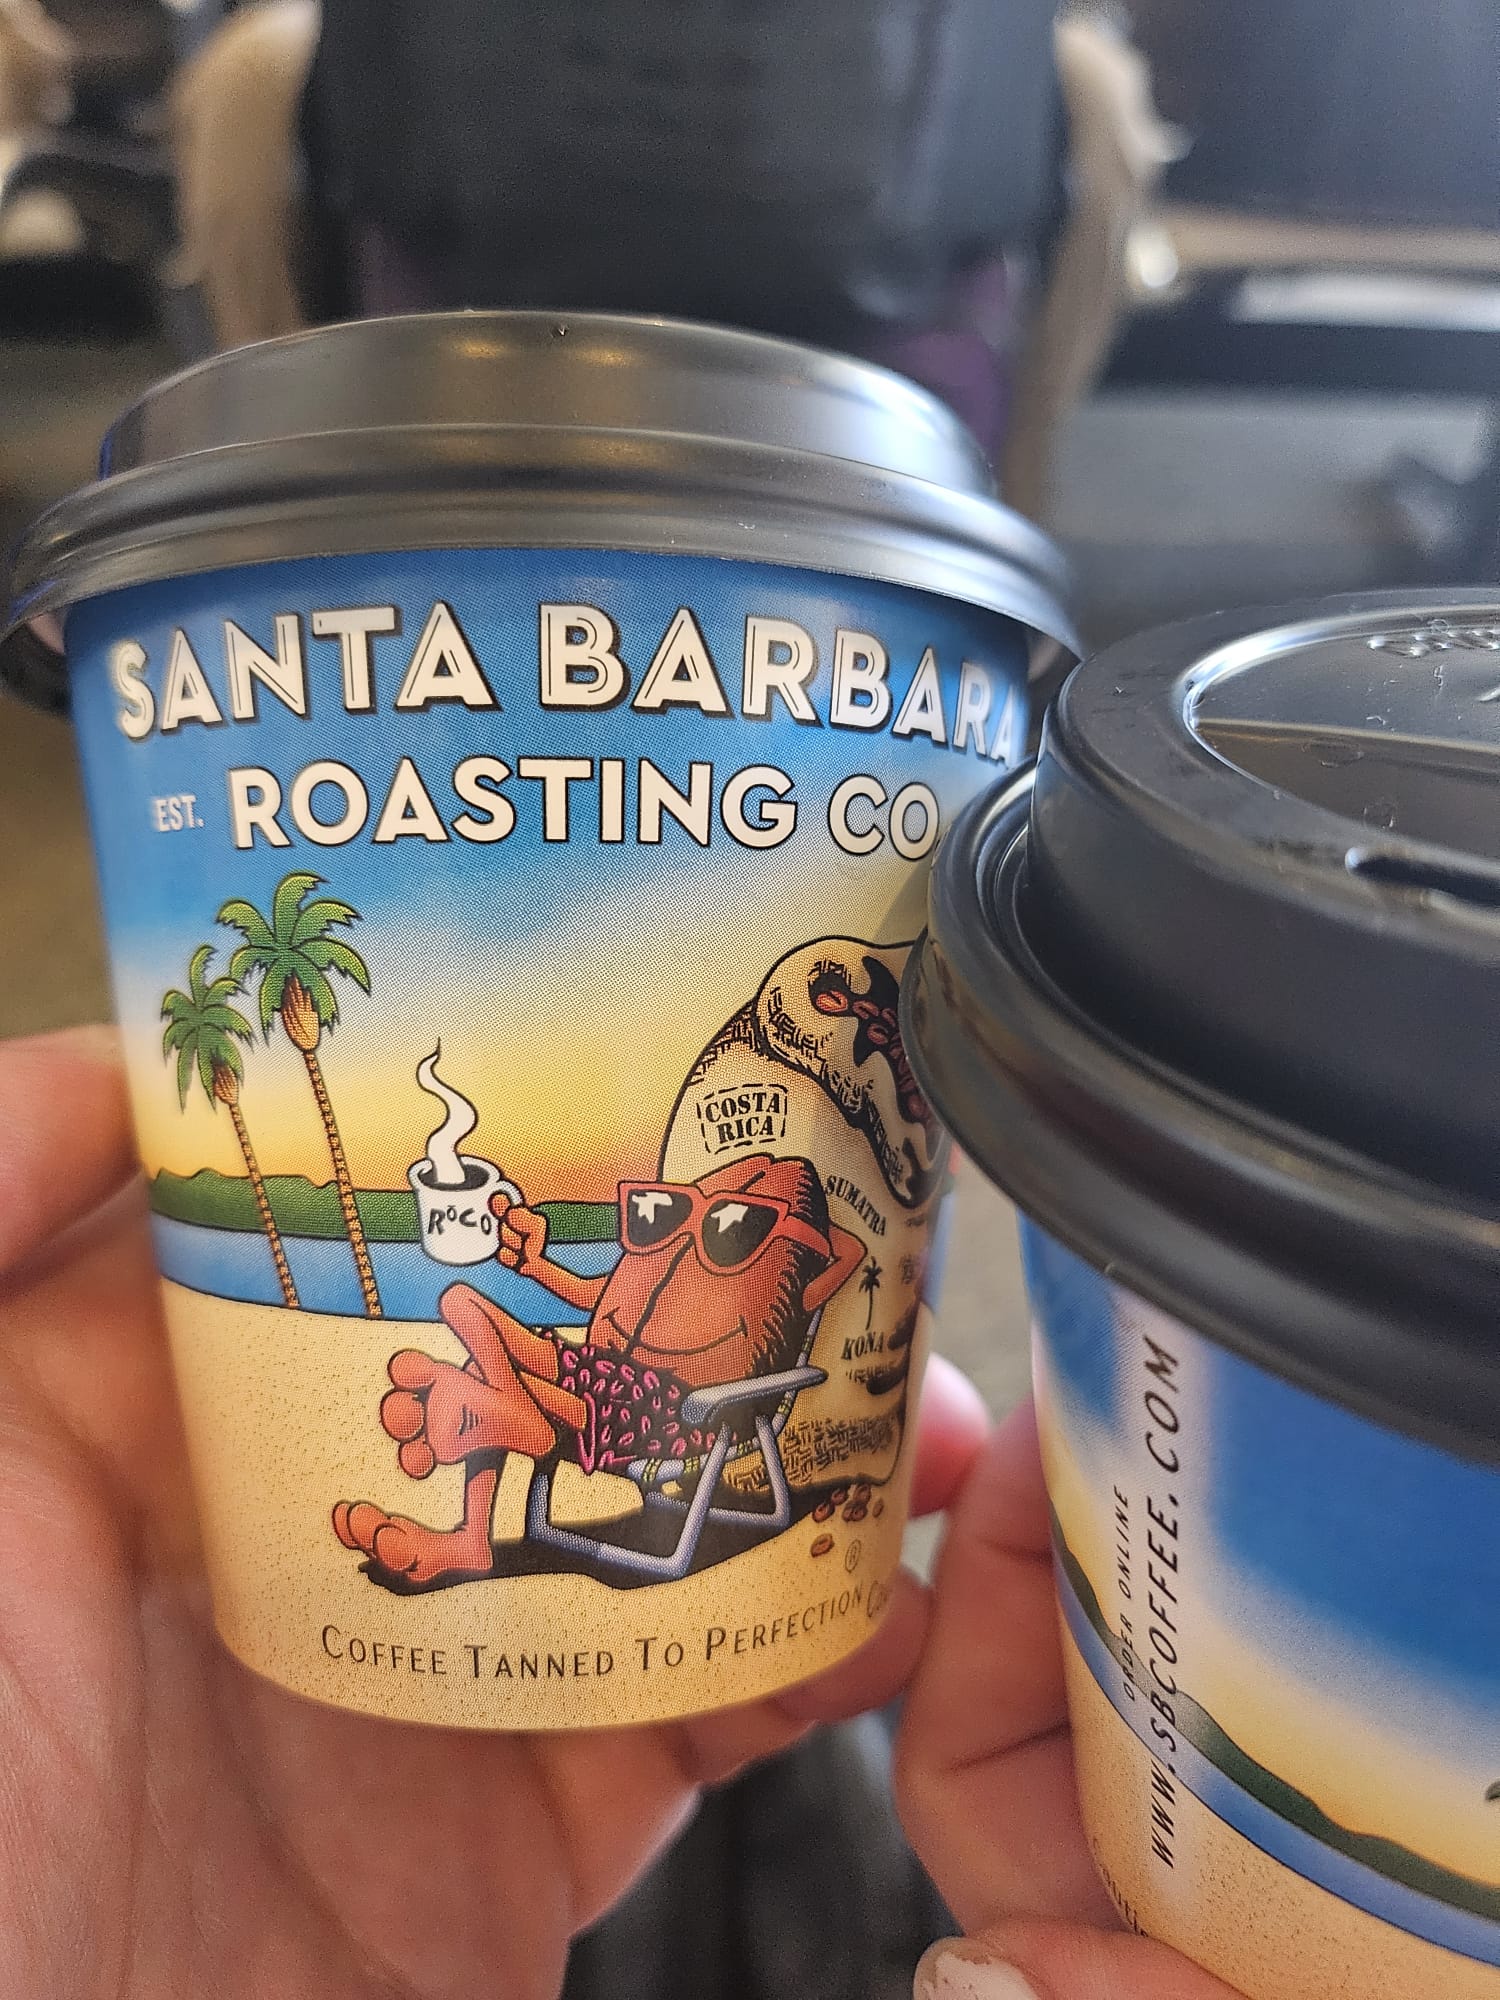 SANTA BARBARA
EST. ROASTING CO.
COSTA
RICA
SUMATRA
ROCO
KONA
®
COFFEE TANNED TO PERFECTION
ORDER ONLINE
WWW.SBCOFFEE.COM